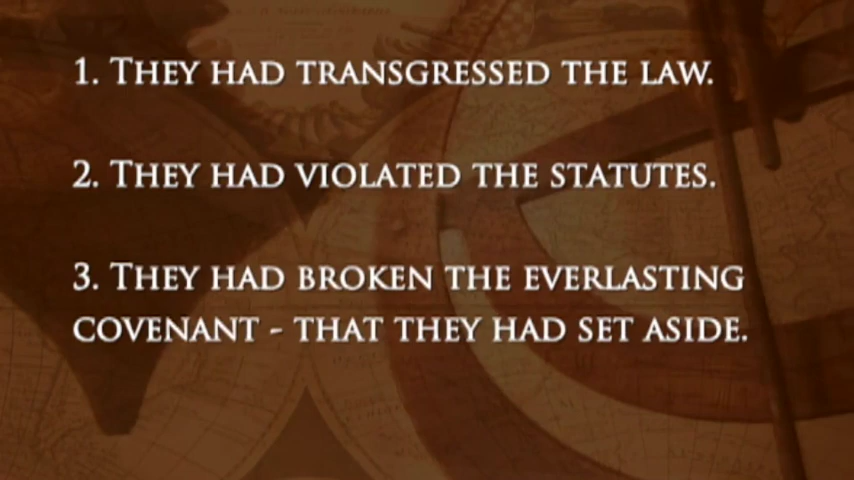 1. THEY HAD TRANSGRESSED THE LAW.
2. THEY HAD VIOLATED THE STATUTES.
3. THEY HAD BROKEN THE EVERLASTING
COVENANT - THAT THEY HAD SET ASIDE.